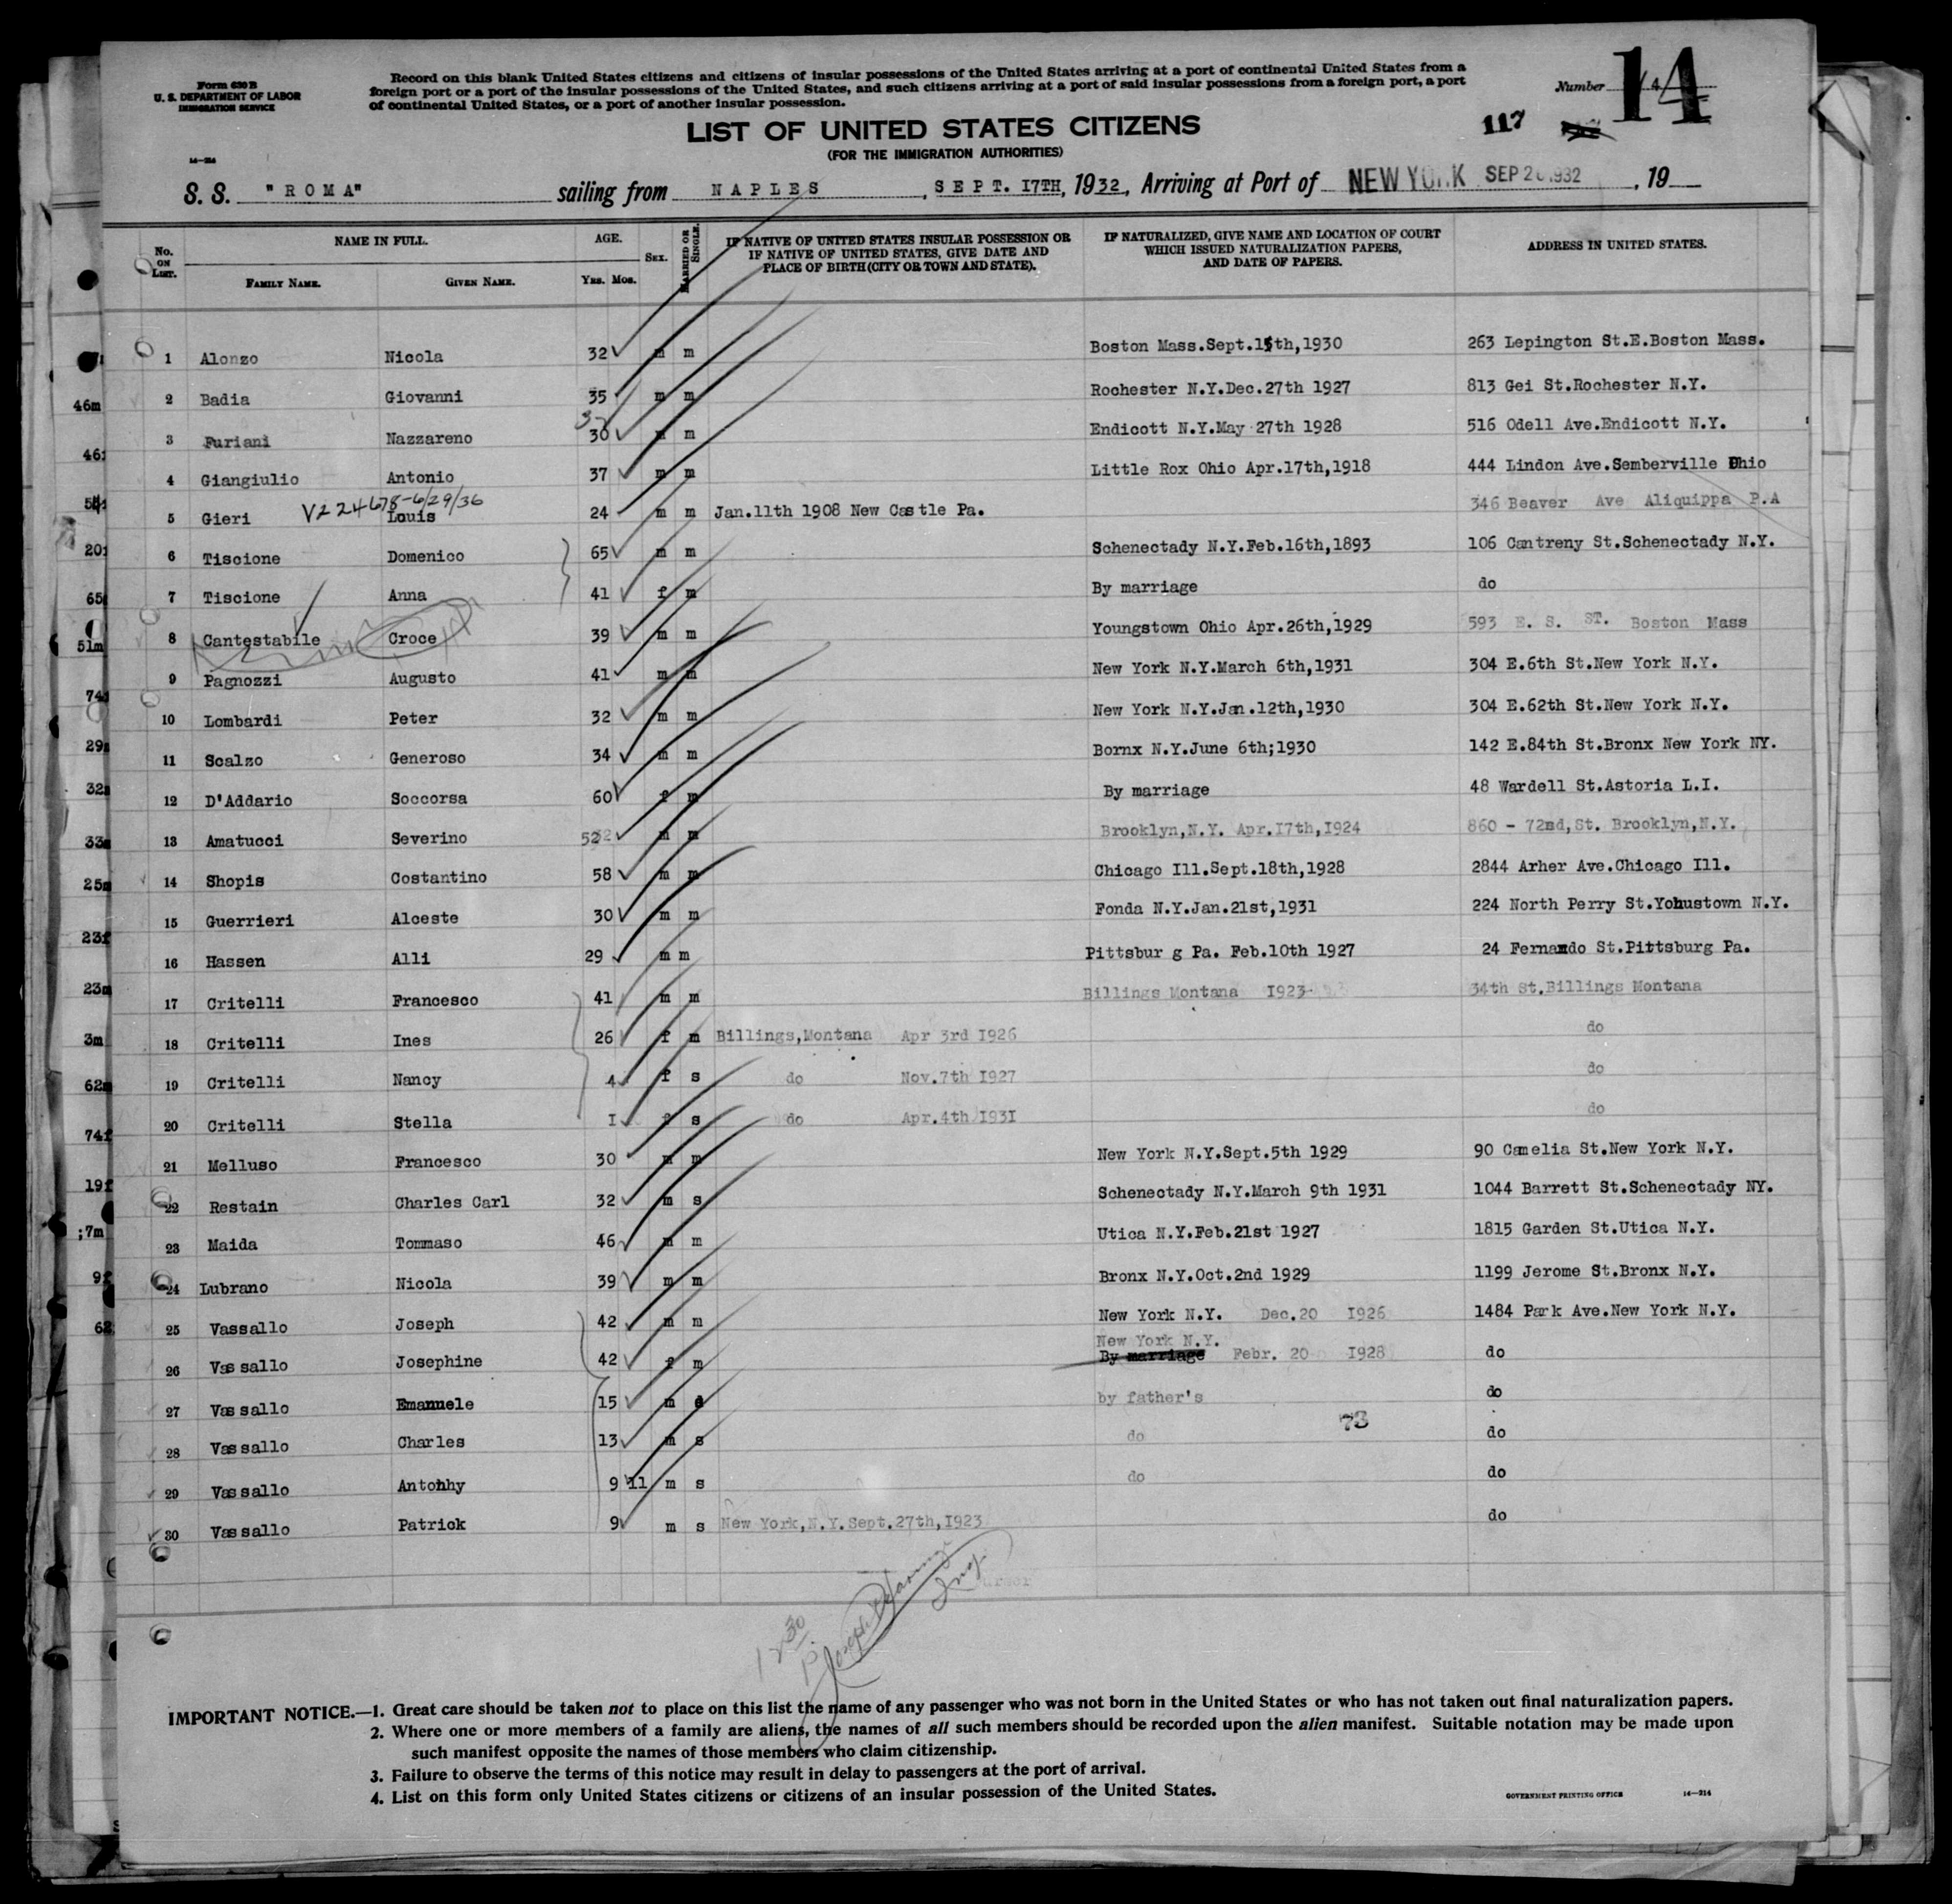 Form 630 B
U. S. DEPARTMENT OF LABOR
IMMIGRATION SERVICE
Record on this blank United States citizens and citizens of insular possessions of the United States arriving at a port of continental United States from a
foreign port or a port of the insular possessions of the United States, and such citizens arriving at a port of said insular possessions from a foreign port, a port
of continental United States, or a port of another insular possession.
Number 14
14
117
LIST OF UNITED STATES CITIZENS
(FOR THE IMMIGRATION AUTHORITIES)
14-214
S. S. "ROMA" sailing from NAPLES, SEPT. I7TH, 1932, Arriving at Port of NEW YORK SEP 26 1932, 19
No. ON LIST. NAME IN FULL. AGE. SEX. MARRIED OR SINGLE. IF NATIVE OF UNITED STATES INSULAR POSSESSION OR IF NATIVE OF UNITED STATES, GIVE DATE AND PLACE OF BIRTH (CITY OR TOWN AND STATE). IF NATURALIZED, GIVE NAME AND LOCATION OF COURT WHICH ISSUED NATURALIZATION PAPERS, AND DATE OF PAPERS. ADDRESS IN UNITED STATES.
FAMILY NAME. GIVEN NAME. YRS. MOS.
1 Alonzo Nicola 32 m m Boston Mass.Sept.15th,1930 263 Lepington St.E.Boston Mass.
2 Badia Giovanni 35 m m Rochester N.Y.Dec.27th 1927 813 Gei St.Rochester N.Y.
32
3 Furiani Nazzareno 30 m m Endicott N.Y.May 27th 1928 516 Odell Ave.Endicott N.Y.
4 Giangiulio Antonio 37 m m Little Rox Ohio Apr.17th,1918 444 Lindon Ave.Semberville Ohio
V2 24678-6/29/36
5 Gieri Louis 24 m m Jan.11th 1908 New Castle Pa. 346 Beaver Ave Aliquippa P.A
6 Tiscione Domenico 65 m m Schenectady N.Y.Feb.16th,1893 106 Cantreny St.Schenectady N.Y.
7 Tiscione Anna 41 f m By marriage do
8 Cantestabile Croce 39 m m Youngstown Ohio Apr.26th,1929 593 E. S. ST. Boston Mass
9 Pagnozzi Augusto 41 m m New York N.Y.March 6th,1931 304 E.6th St.New York N.Y.
10 Lombardi Peter 32 m m New York N.Y.Jan.12th,1930 304 E.62th St.New York N.Y.
11 Scalzo Generoso 34 m m Bornx N.Y.June 6th;1930 142 E.84th St.Bronx New York NY.
12 D'Addario Soccorsa 60 f m By marriage 48 Wardell St.Astoria L.I.
13 Amatucci Severino 52 m m Brooklyn,N.Y. Apr.I7th,I924 860 - 72nd,St. Brooklyn,N.Y.
14 Shopis Costantino 58 m m Chicago Ill.Sept.18th,1928 2844 Arher Ave.Chicago Ill.
15 Guerrieri Alceste 30 m m Fonda N.Y.Jan.21st,1931 224 North Perry St.Yohustown N.Y.
16 Hassen Alli 29 m m Pittsbur g Pa. Feb.10th 1927 24 Fernando St.Pittsburg Pa.
17 Critelli Francesco 41 m m Billings Montana I923 34th St.Billings Montana
18 Critelli Ines 26 f m Billings,Montana Apr 3rd I926 do
19 Critelli Nancy 4 f s do Nov.7th I927 do
20 Critelli Stella I f s do Apr.4th I93I do
21 Melluso Francesco 30 m m New York N.Y.Sept.5th 1929 90 Camelia St.New York N.Y.
22 Restain Charles Carl 32 m s Schenectady N.Y.March 9th 1931 1044 Barrett St.Schenectady NY.
23 Maida Tommaso 46 m m Utica N.Y.Feb.21st 1927 1815 Garden St.Utica N.Y.
24 Lubrano Nicola 39 m m Bronx N.Y.Oct.2nd 1929 1199 Jerome St.Bronx N.Y.
25 Vassallo Joseph 42 m m New York N.Y. Dec.20 I926 1484 Park Ave.New York N.Y.
New York N.Y.
26 Vassallo Josephine 42 f m By marriage Febr. 20 I928 do
27 Vassallo Emanuele 15 m s by father's do
73
28 Vassallo Charles 13 m s do do
29 Vassallo Antohhy 9 11 m s do do
30 Vassallo Patrick 9 m s New York,N.Y.Sept.27th,I923 do
12 30 P.
Insp.
IMPORTANT NOTICE.—1. Great care should be taken not to place on this list the name of any passenger who was not born in the United States or who has not taken out final naturalization papers.
2. Where one or more members of a family are aliens, the names of all such members should be recorded upon the alien manifest. Suitable notation may be made upon
such manifest opposite the names of those members who claim citizenship.
3. Failure to observe the terms of this notice may result in delay to passengers at the port of arrival.
4. List on this form only United States citizens or citizens of an insular possession of the United States.
GOVERNMENT PRINTING OFFICE 14-214